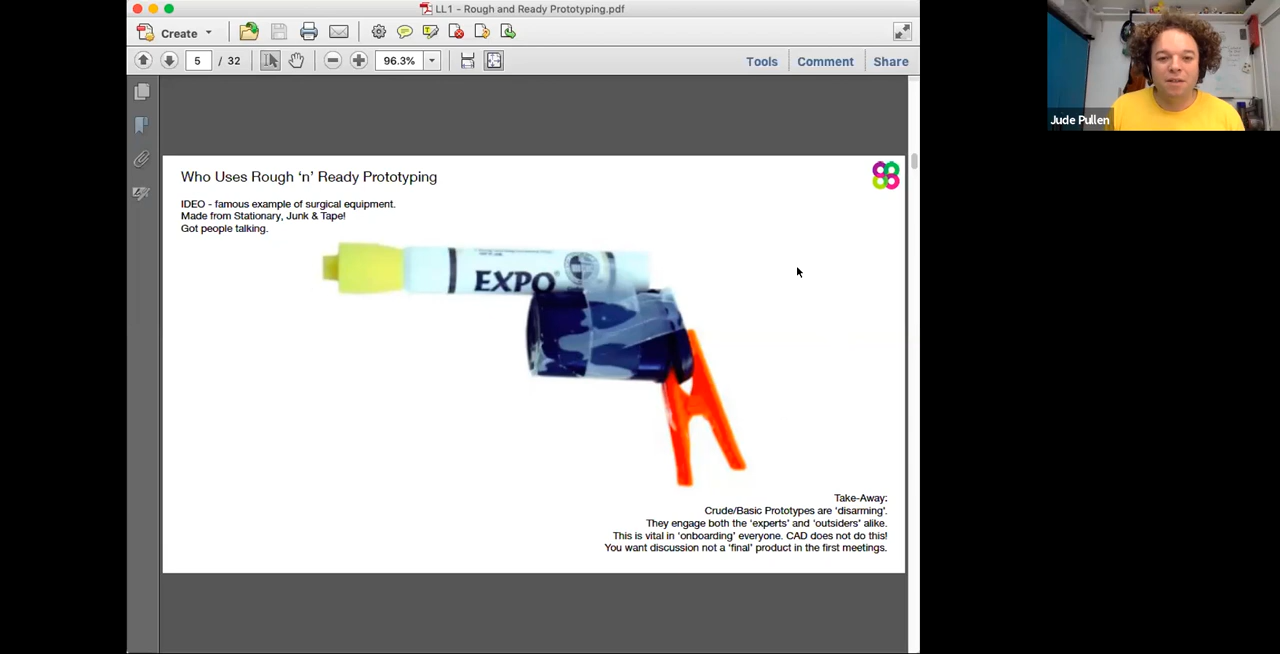 LL1 - Rough and Ready Prototyping.pdf
Create
5 / 32
96.3%
Tools
Comment
Share
Jude Pullen
Who Uses Rough ‘n’ Ready Prototyping
IDEO - famous example of surgical equipment.
Made from Stationary, Junk & Tape!
Got people talking.
EXPO
Take-Away:
Crude/Basic Prototypes are ‘disarming’.
They engage both the ‘experts’ and ‘outsiders’ alike.
This is vital in ‘onboarding’ everyone. CAD does not do this!
You want discussion not a ‘final’ product in the first meetings.